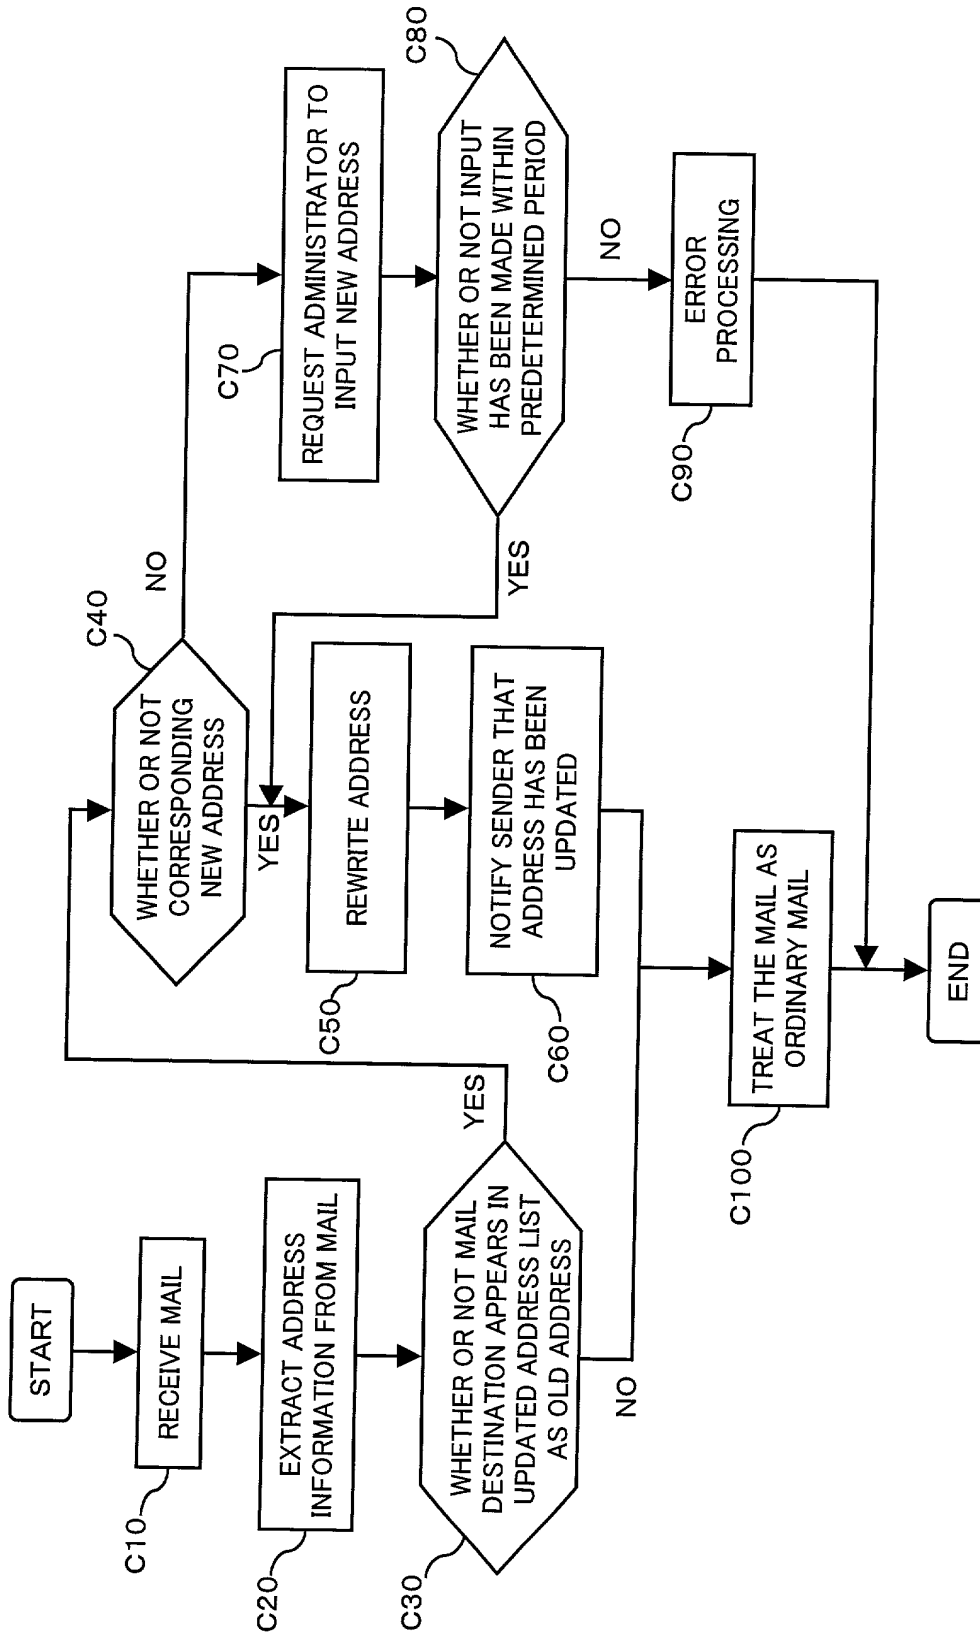 START
C10
RECEIVE MAIL
C20
EXTRACT ADDRESS
INFORMATION FROM MAIL
C30
WHETHER OR NOT MAIL
DESTINATION APPEARS IN
UPDATED ADDRESS LIST
AS OLD ADDRESS
YES
NO
C40
WHETHER OR NOT
CORRESPONDING
NEW ADDRESS
NO
YES
C50
REWRITE ADDRESS
C60
NOTIFY SENDER THAT
ADDRESS HAS BEEN
UPDATED
C70
REQUEST ADMINISTRATOR TO
INPUT NEW ADDRESS
C80
WHETHER OR NOT INPUT
HAS BEEN MADE WITHIN
PREDETERMINED PERIOD
YES
NO
C90
ERROR
PROCESSING
C100
TREAT THE MAIL AS
ORDINARY MAIL
END